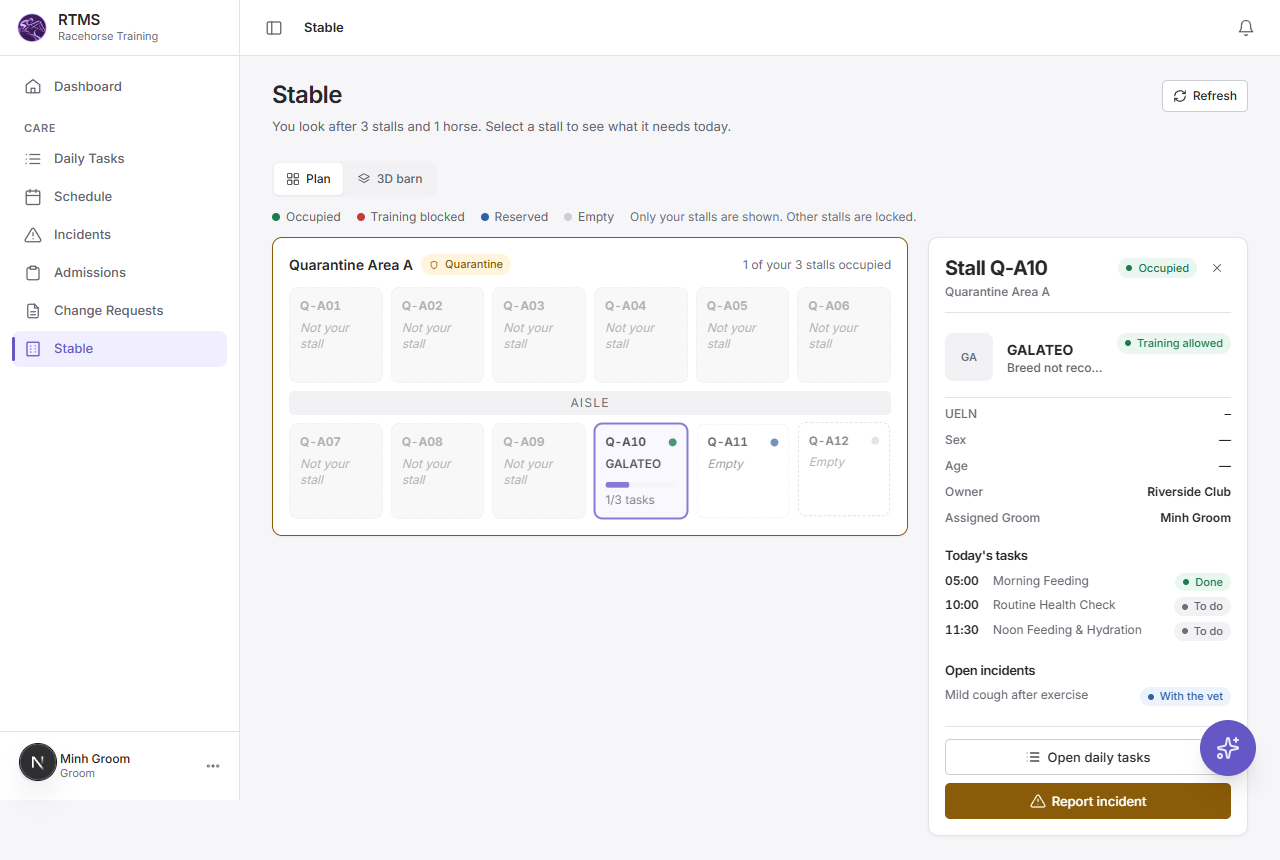 RTMS
Racehorse Training
Stable
Dashboard
CARE
Daily Tasks
Schedule
Incidents
Admissions
Change Requests
Stable
Minh Groom
Groom
N
Stable
Refresh
You look after 3 stalls and 1 horse. Select a stall to see what it needs today.
Plan
3D barn
Occupied
Training blocked
Reserved
Empty
Only your stalls are shown. Other stalls are locked.
Quarantine Area A
Quarantine
1 of your 3 stalls occupied
Q-A01
Not your
stall
Q-A02
Not your
stall
Q-A03
Not your
stall
Q-A04
Not your
stall
Q-A05
Not your
stall
Q-A06
Not your
stall
AISLE
Q-A07
Not your
stall
Q-A08
Not your
stall
Q-A09
Not your
stall
Q-A10
GALATEO
1/3 tasks
Q-A11
Empty
Q-A12
Empty
Stall Q-A10
Occupied
Quarantine Area A
GA
GALATEO
Breed not reco...
Training allowed
UELN –
Sex —
Age —
Owner Riverside Club
Assigned Groom Minh Groom
Today's tasks
05:00 Morning Feeding Done
10:00 Routine Health Check To do
11:30 Noon Feeding & Hydration To do
Open incidents
Mild cough after exercise With the vet
Open daily tasks
Report incident